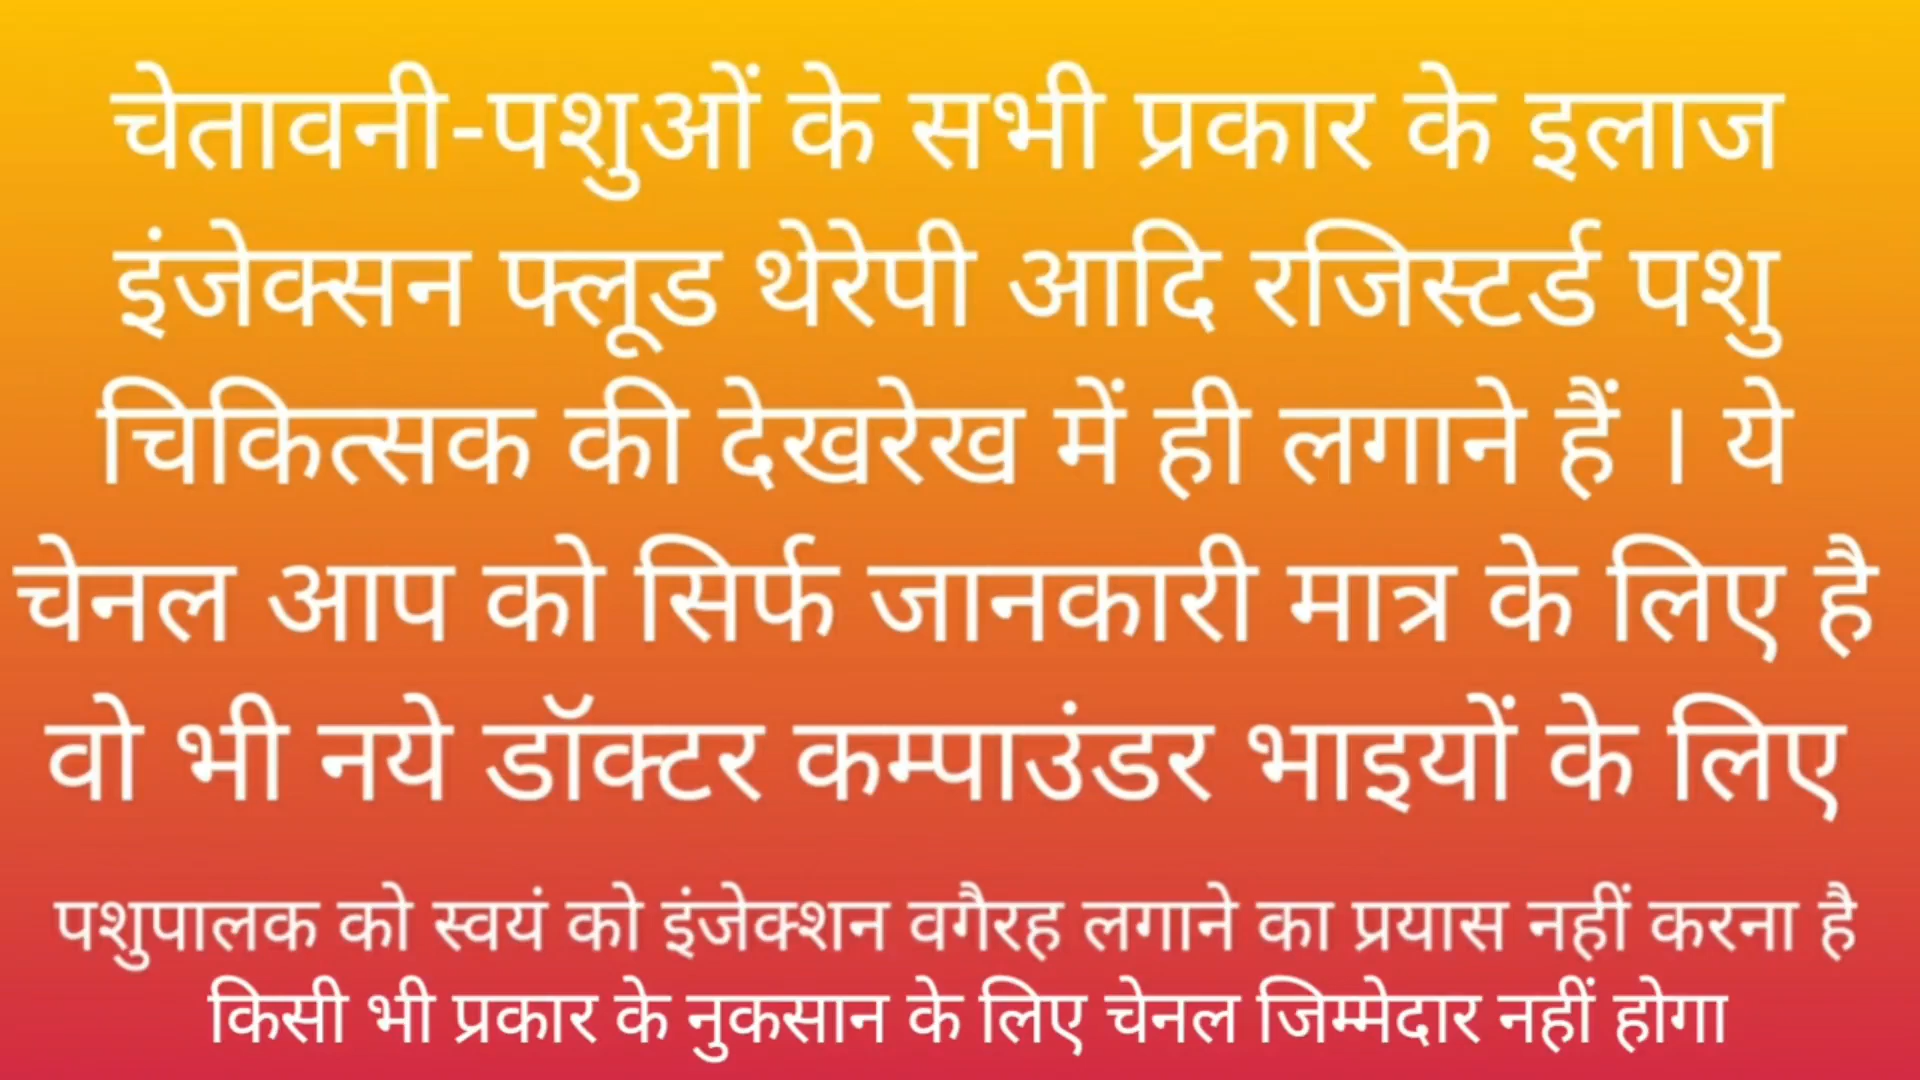 चेतावनी-पशुओं के सभी प्रकार के इलाज
इंजेक्सन फ्लूड थेरेपी आदि रजिस्टर्ड पशु
चिकित्सक की देखरेख में ही लगाने हैं । ये
चेनल आप को सिर्फ जानकारी मात्र के लिए है
वो भी नये डॉक्टर कम्पाउंडर भाइयों के लिए
पशुपालक को स्वयं को इंजेक्शन वगैरह लगाने का प्रयास नहीं करना है
किसी भी प्रकार के नुकसान के लिए चेनल जिम्मेदार नहीं होगा